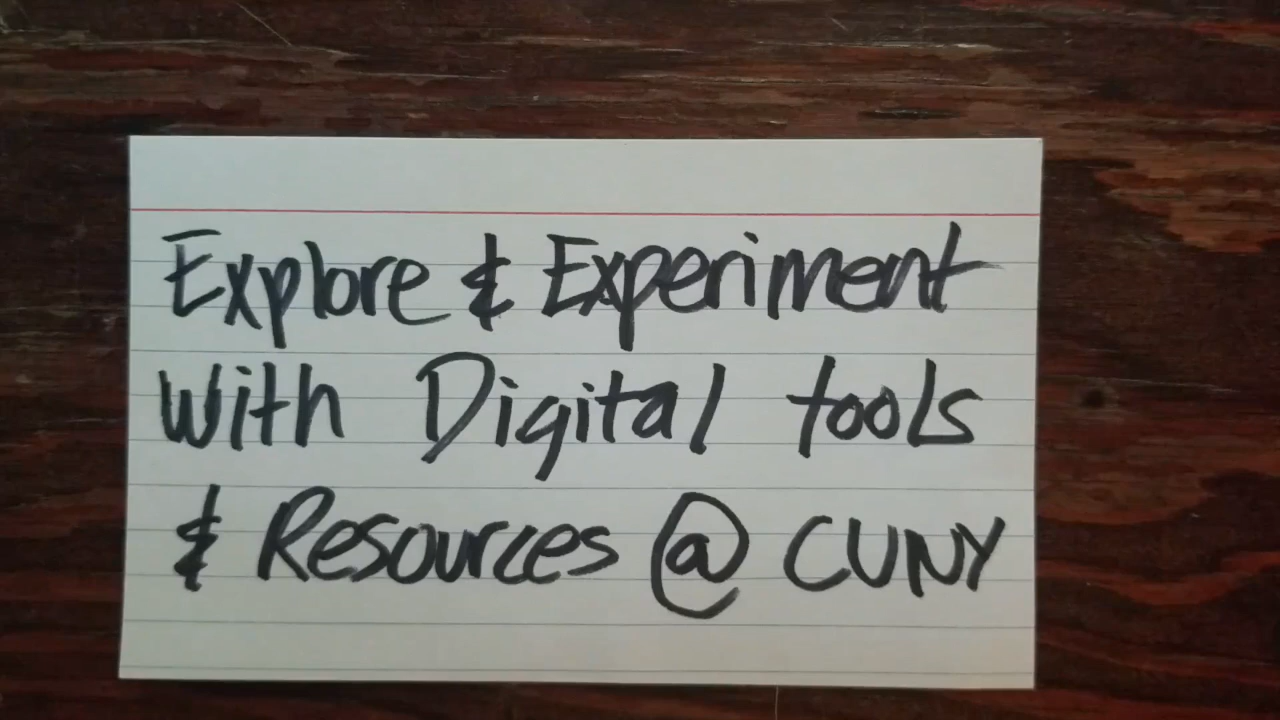 Explore & Experiment
With Digital tools
& Resources @ CUNY